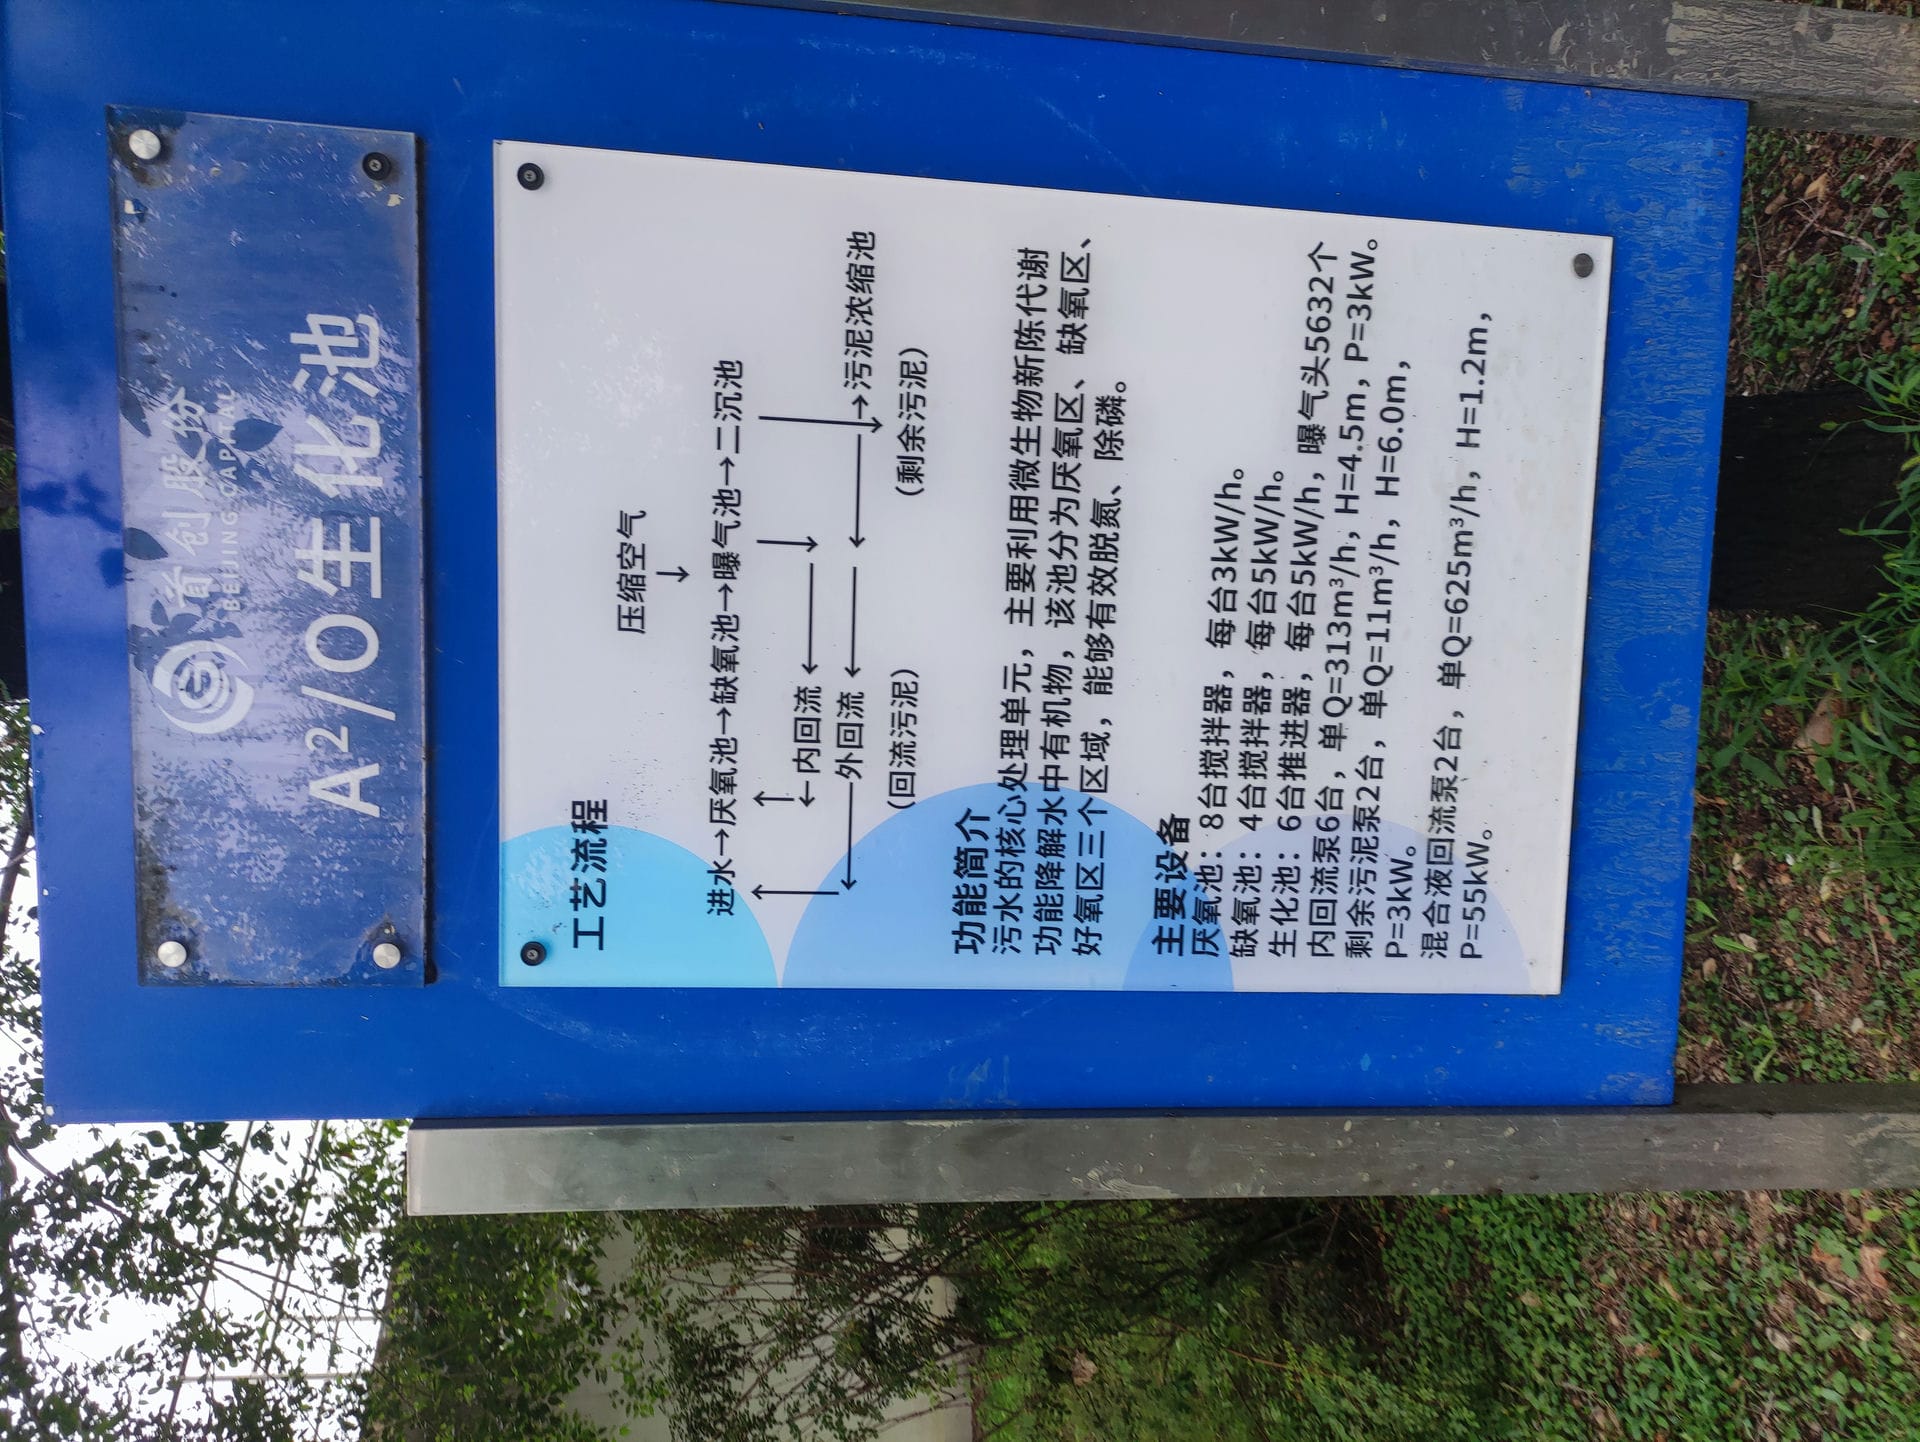 首创股份
BEIJING CAPITAL
A²/O生化池
工艺流程
压缩空气
↓
进水→厌氧池→缺氧池→曝气池→二沉池
←内回流←
外回流← →污泥浓缩池
(回流污泥) (剩余污泥)
功能简介
污水的核心处理单元，主要利用微生物新陈代谢
功能降解水中有机物，该池分为厌氧区、缺氧区、
好氧区三个区域，能够有效脱氮、除磷。
主要设备
厌氧池：8台搅拌器，每台3kW/h。
缺氧池：4台搅拌器，每台5kW/h。
生化池：6台推进器，每台5kW/h，曝气头5632个
内回流泵6台，单Q=313m³/h，H=4.5m，P=3kW。
剩余污泥泵2台，单Q=11m³/h，H=6.0m，
P=3kW。
混合液回流泵2台，单Q=625m³/h，H=1.2m，
P=55kW。